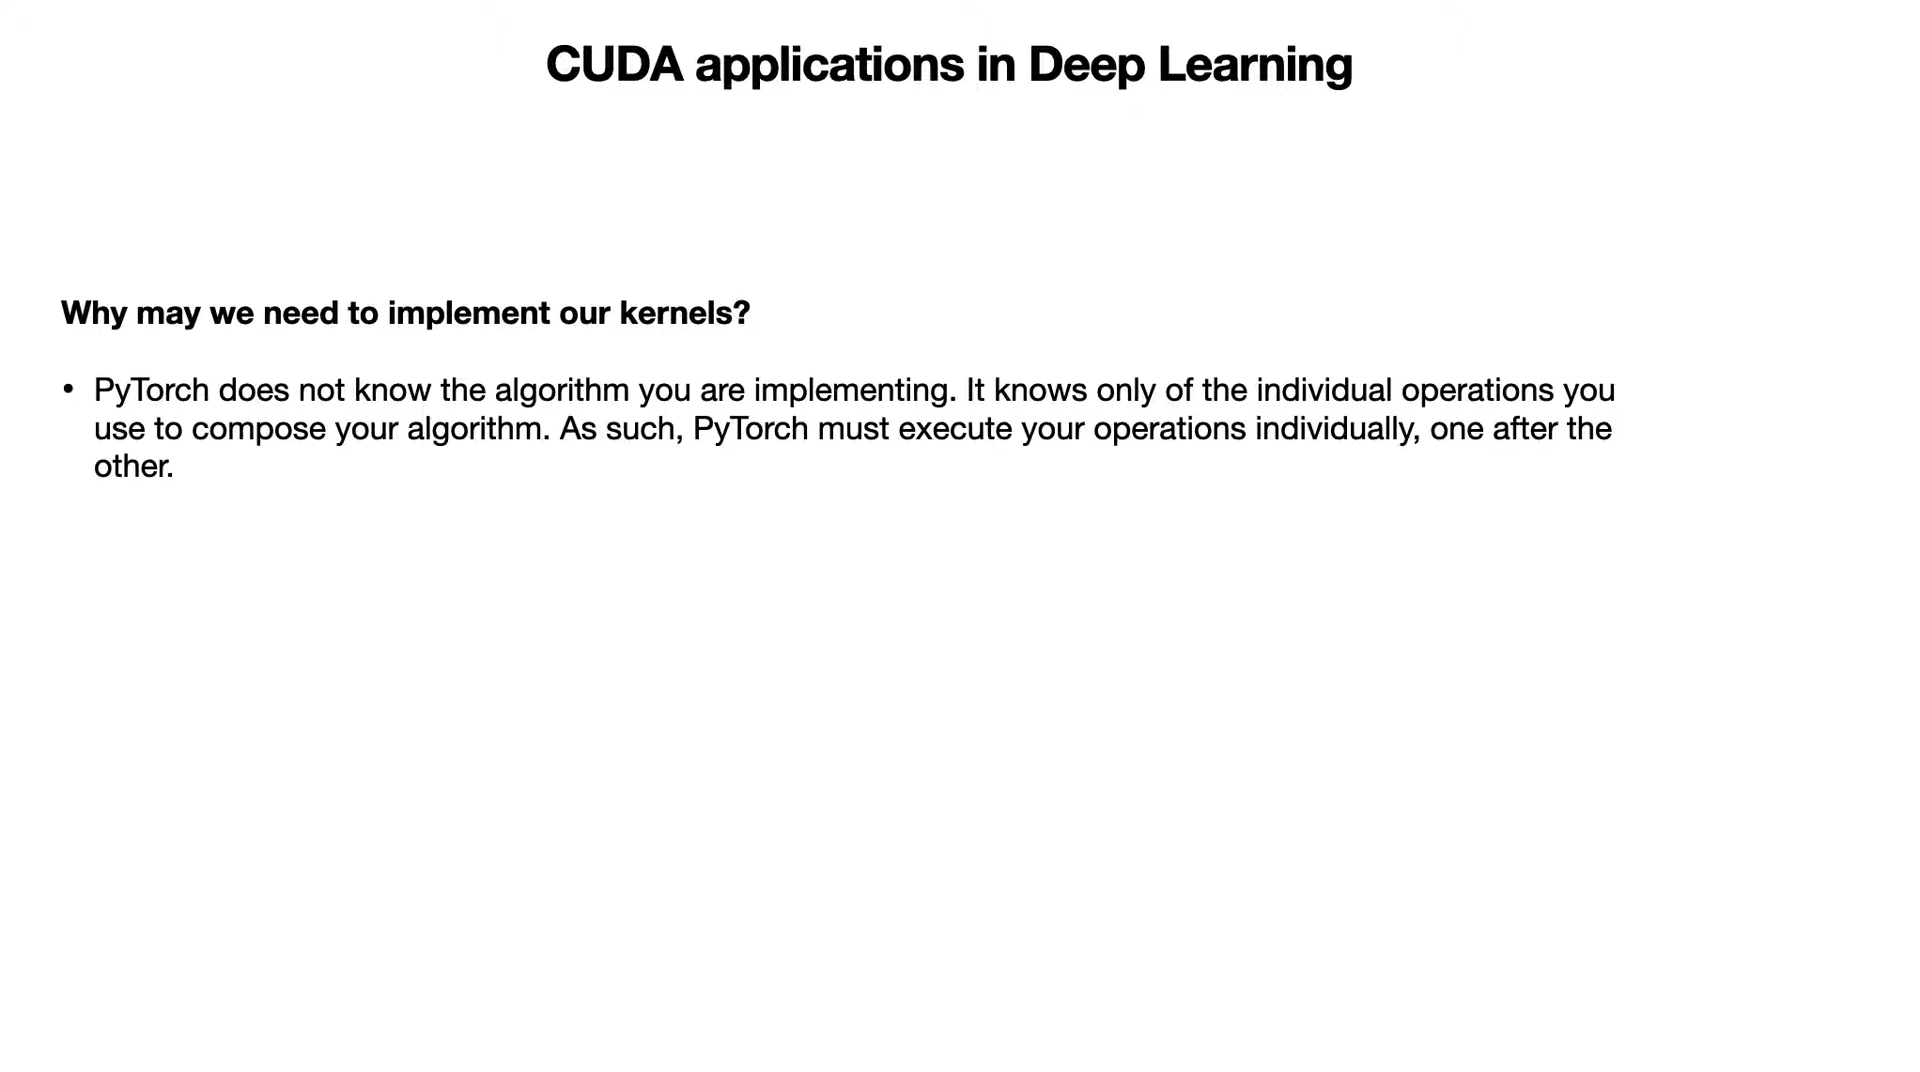 CUDA applications in Deep Learning
Why may we need to implement our kernels?
• PyTorch does not know the algorithm you are implementing. It knows only of the individual operations you
use to compose your algorithm. As such, PyTorch must execute your operations individually, one after the
other.